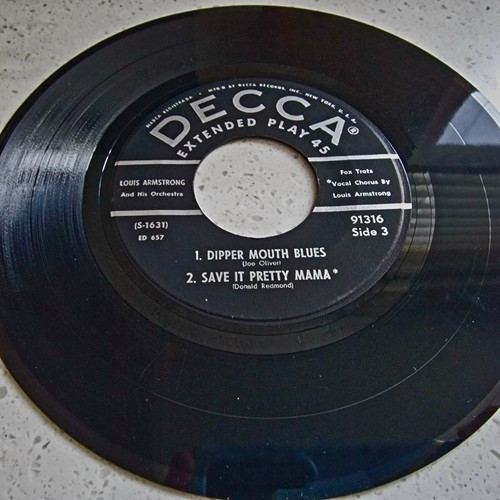 MARCA REGISTRADA • MFD BY DECCA RECORDS, INC., NEW YORK, U.S.A.
DECCA®
EXTENDED PLAY 45
LOUIS ARMSTRONG
And His Orchestra
Fox Trots
*Vocal Chorus By
Louis Armstrong
(S-1631)
ED 657
91316
Side 3
1. DIPPER MOUTH BLUES
(Joe Oliver)
2. SAVE IT PRETTY MAMA*
(Donald Redmond)